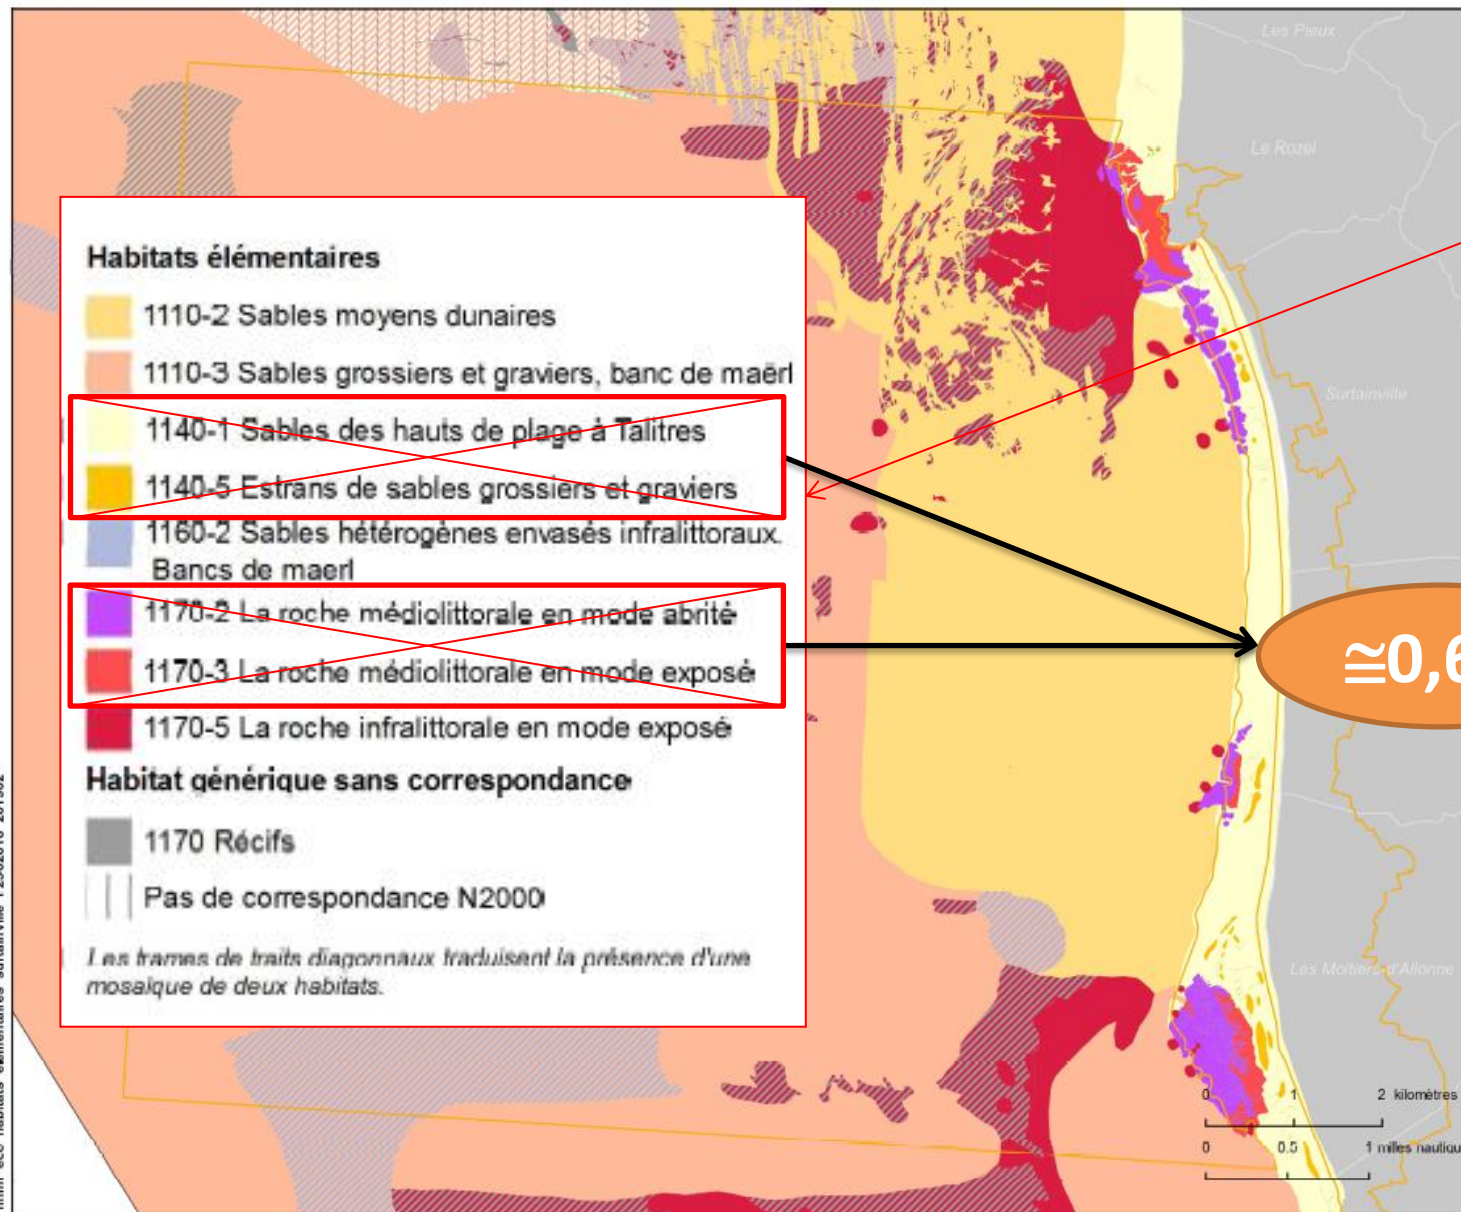 Les Pieux
Le Rozel
Habitats élémentaires
1110-2 Sables moyens dunaires
1110-3 Sables grossiers et graviers, banc de maërl
1140-1 Sables des hauts de plage à Talitres
1140-5 Estrans de sables grossiers et graviers
1160-2 Sables hétérogènes envasés infralittoraux.
Bancs de maerl
1170-2 La roche médiolittorale en mode abrité
1170-3 La roche médiolittorale en mode exposé
1170-5 La roche infralittorale en mode exposé
Habitat générique sans correspondance
1170 Récifs
Pas de correspondance N2000
Les trames de traits diagonnaux traduisent la présence d'une
mosaïque de deux habitats.
Surtainville
≅0,6
Les Moitiers d'Allonne
0 1 2 kilomètres
0 0.5 1 milles nautiqu